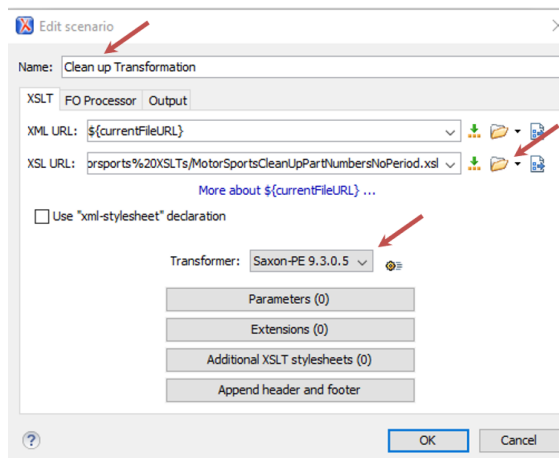 Edit scenario
Name: Clean up Transformation
XSLT FO Processor Output
XML URL: ${currentFileURL}
XSL URL: orsports%20XSLTs/MotorSportsCleanUpPartNumbersNoPeriod.xsl
More about ${currentFileURL} ...
Use "xml-stylesheet" declaration
Transformer: Saxon-PE 9.3.0.5
Parameters (0)
Extensions (0)
Additional XSLT stylesheets (0)
Append header and footer
? OK Cancel